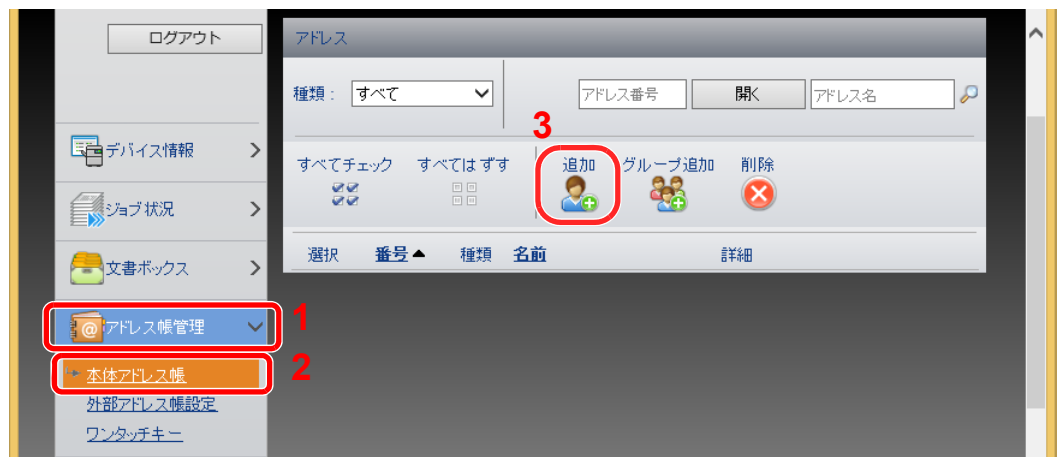 ログアウト
アドレス
種類： すべて アドレス番号 開く アドレス名
3
デバイス情報
すべてチェック すべてはずす 追加 グループ追加 削除
ジョブ状況
選択 番号▲ 種類 名前 詳細
文書ボックス
アドレス帳管理 1
本体アドレス帳 2
外部アドレス帳設定
ワンタッチキー